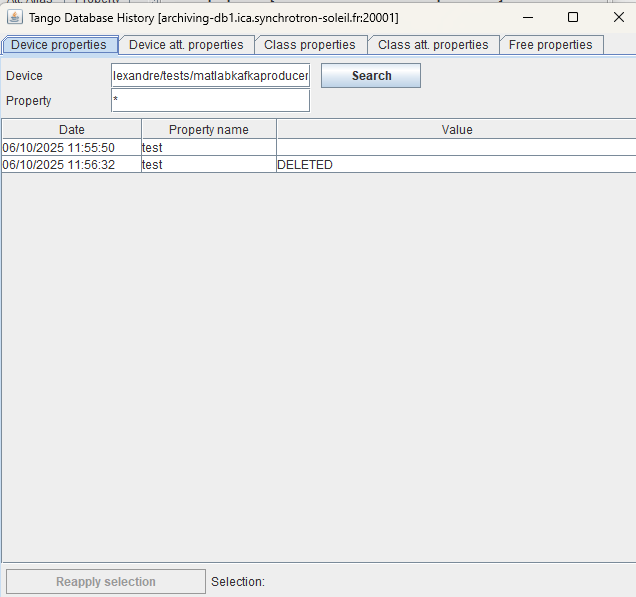 Tango Database History [archiving-db1.ica.synchrotron-soleil.fr:20001]
Device properties Device att. properties Class properties Class att. properties Free properties
Device lexandre/tests/matlabkafkaproducer Search
Property *
Date Property name Value
06/10/2025 11:55:50 test
06/10/2025 11:56:32 test DELETED
Reapply selection Selection: